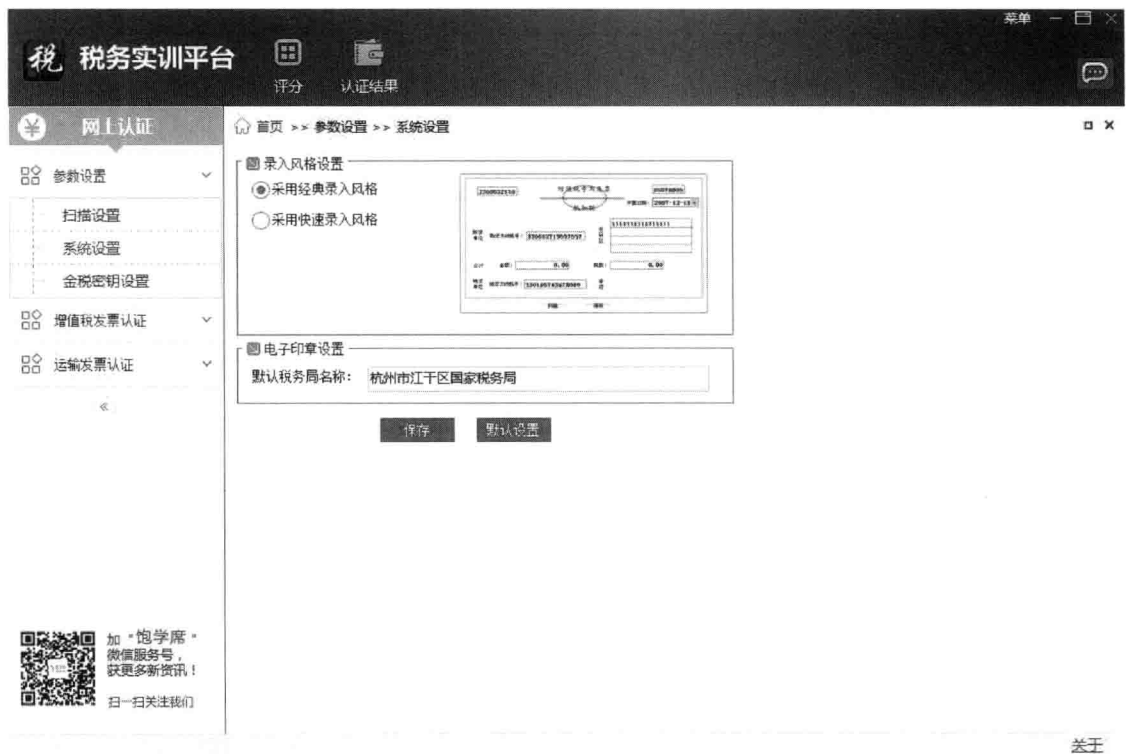 菜单
税 税务实训平台
评分 认证结果
网上认证
首页 >> 参数设置 >> 系统设置
参数设置
扫描设置
系统设置
金税密钥设置
增值税发票认证
运输发票认证
录入风格设置
采用经典录入风格
采用快速录入风格
2007-12-13
0.00 0.00
电子印章设置
默认税务局名称: 杭州市江干区国家税务局
保存 默认设置
加“饱学席”
微信服务号,
获更多新资讯!
扫一扫关注我们
关于